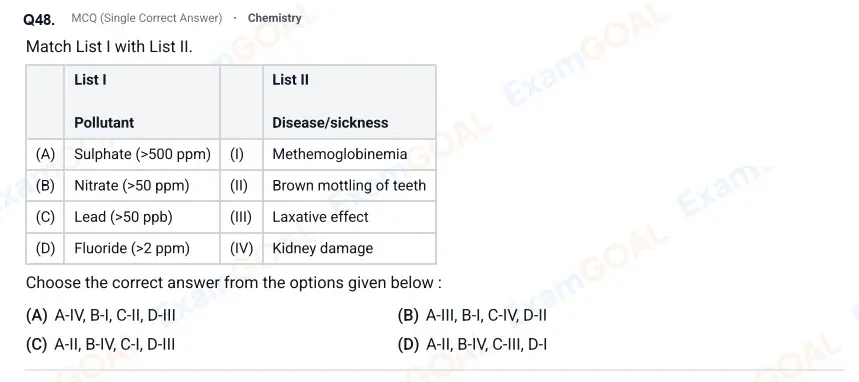 Q48. MCQ (Single Correct Answer) · Chemistry
Match List I with List II.
List I List II
Pollutant Disease/sickness
(A) Sulphate (>500 ppm) (I) Methemoglobinemia
(B) Nitrate (>50 ppm) (II) Brown mottling of teeth
(C) Lead (>50 ppb) (III) Laxative effect
(D) Fluoride (>2 ppm) (IV) Kidney damage
Choose the correct answer from the options given below :
(A) A-IV, B-I, C-II, D-III (B) A-III, B-I, C-IV, D-II
(C) A-II, B-IV, C-I, D-III (D) A-II, B-IV, C-III, D-I
ExamGOAL